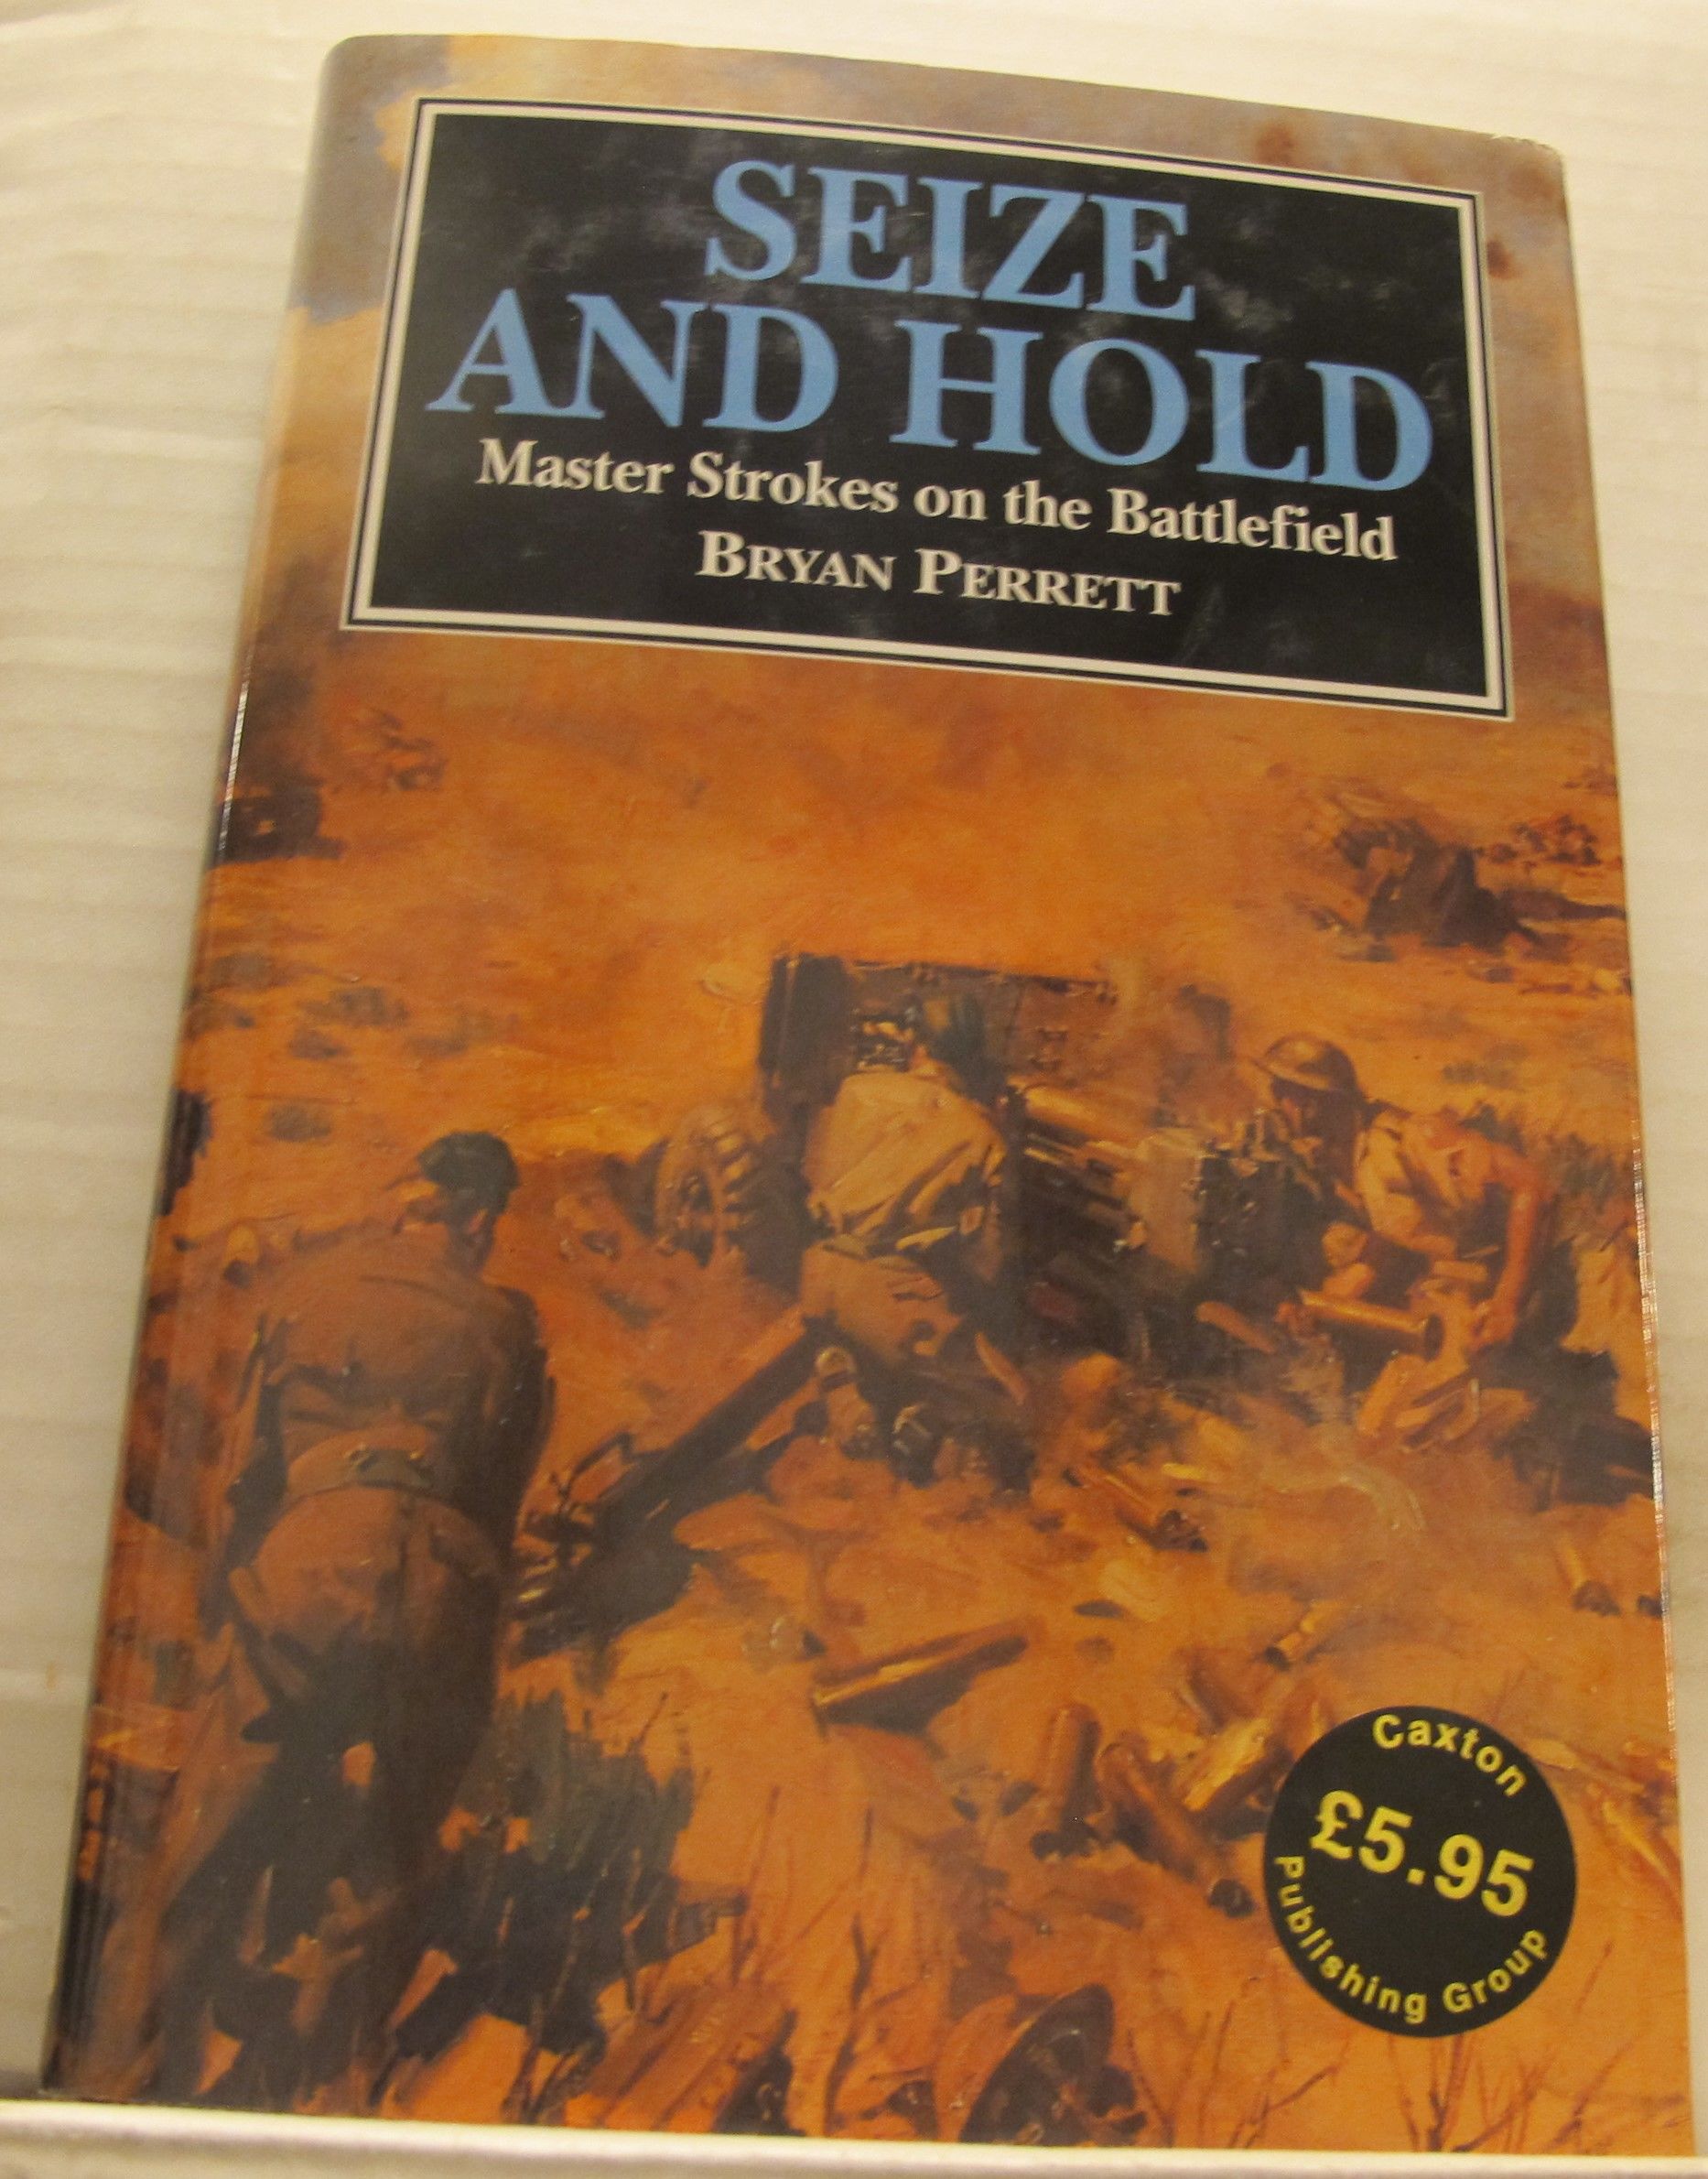 SEIZE
AND HOLD
Master Strokes on the Battlefield
BRYAN PERRETT
Caxton
£5.95
Publishing Group